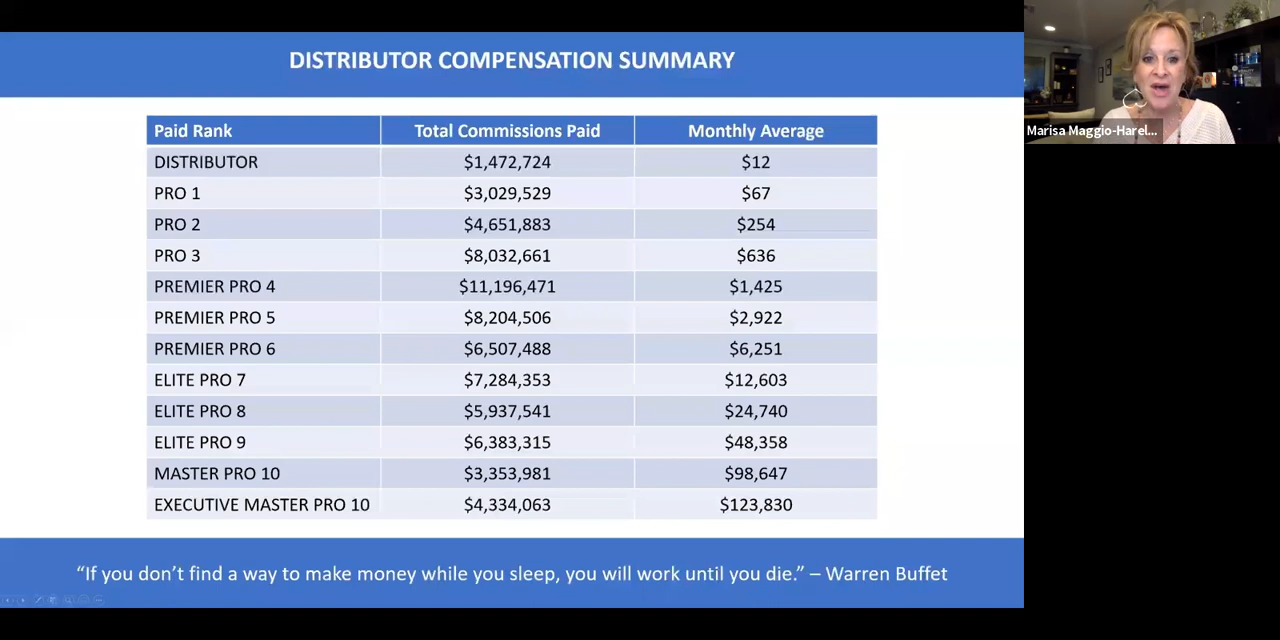 DISTRIBUTOR COMPENSATION SUMMARY
Paid Rank Total Commissions Paid Monthly Average
DISTRIBUTOR $1,472,724 $12
PRO 1 $3,029,529 $67
PRO 2 $4,651,883 $254
PRO 3 $8,032,661 $636
PREMIER PRO 4 $11,196,471 $1,425
PREMIER PRO 5 $8,204,506 $2,922
PREMIER PRO 6 $6,507,488 $6,251
ELITE PRO 7 $7,284,353 $12,603
ELITE PRO 8 $5,937,541 $24,740
ELITE PRO 9 $6,383,315 $48,358
MASTER PRO 10 $3,353,981 $98,647
EXECUTIVE MASTER PRO 10 $4,334,063 $123,830
“If you don’t find a way to make money while you sleep, you will work until you die.” – Warren Buffet
Marisa Maggio-Harel...